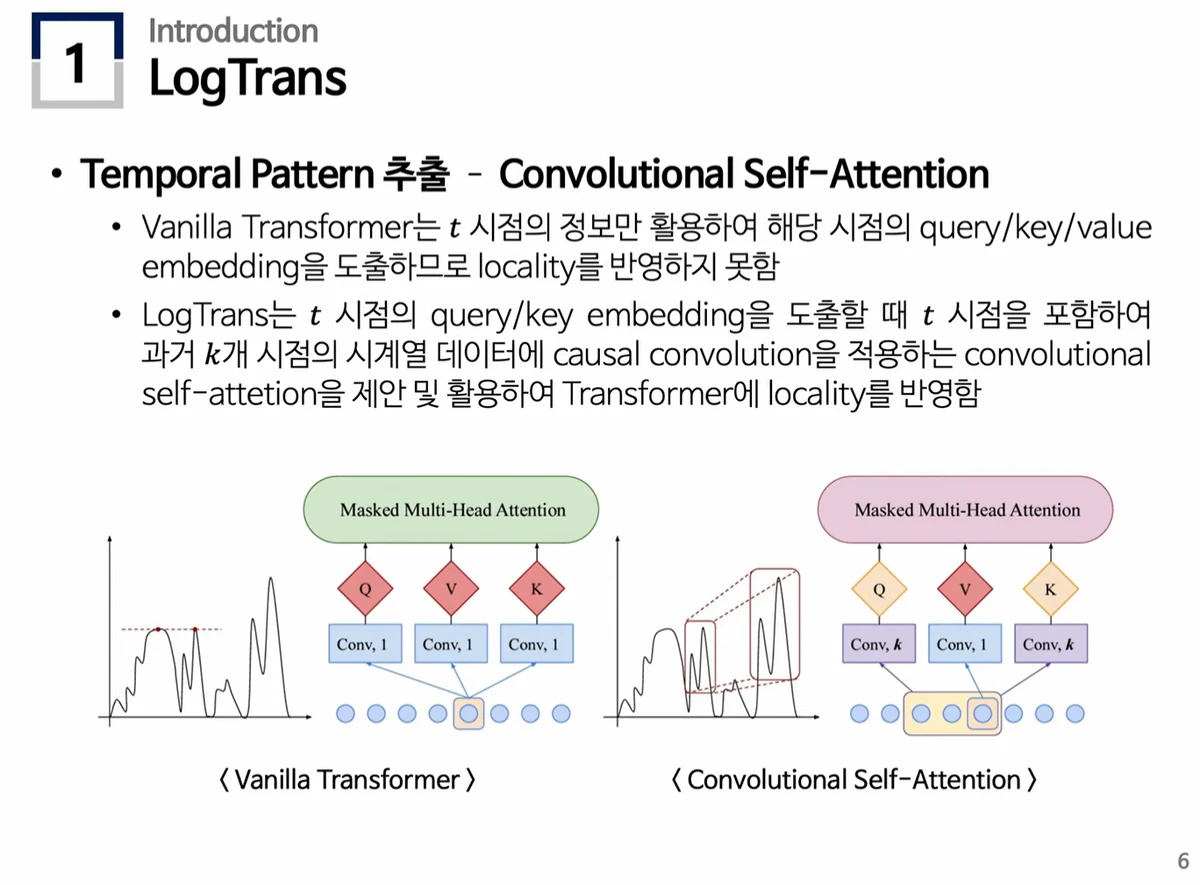 1
Introduction
LogTrans
• Temporal Pattern 추출 - Convolutional Self-Attention
• Vanilla Transformer는 t 시점의 정보만 활용하여 해당 시점의 query/key/value
embedding을 도출하므로 locality를 반영하지 못함
• LogTrans는 t 시점의 query/key embedding을 도출할 때 t 시점을 포함하여
과거 k개 시점의 시계열 데이터에 causal convolution을 적용하는 convolutional
self-attetion을 제안 및 활용하여 Transformer에 locality를 반영함
Masked Multi-Head Attention
Q V K
Conv, 1 Conv, 1 Conv, 1
〈 Vanilla Transformer 〉
Masked Multi-Head Attention
Q V K
Conv, k Conv, 1 Conv, k
〈 Convolutional Self-Attention 〉
6